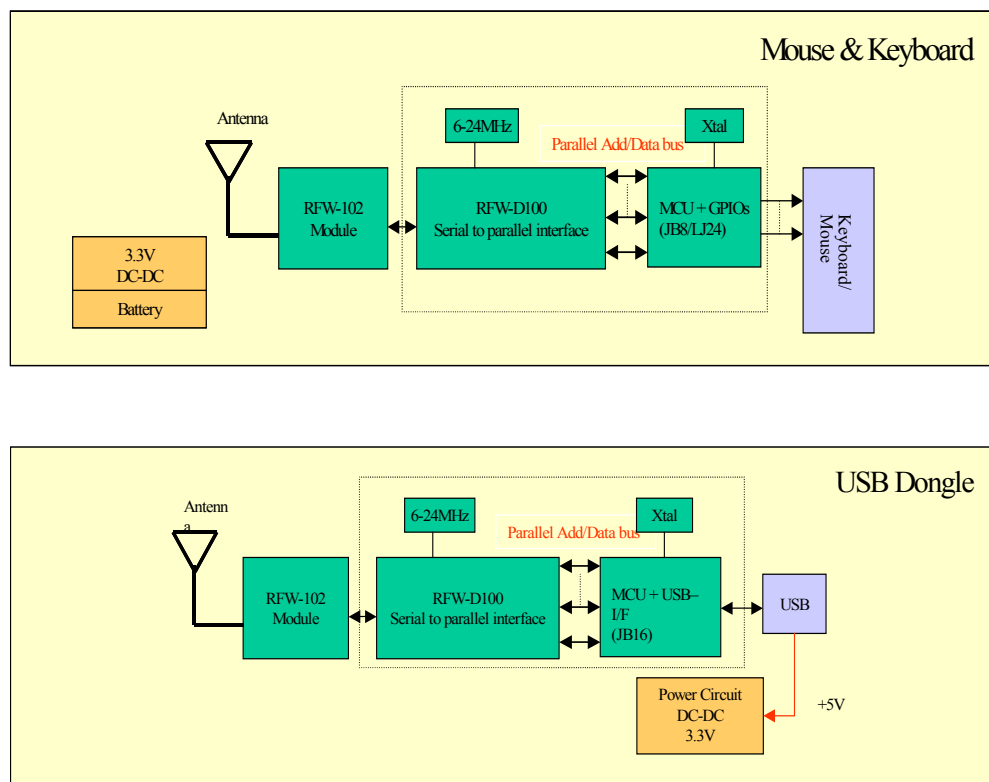 Mouse & Keyboard
Antenna
6-24MHz
Parallel Add/Data bus
Xtal
RFW-102
Module
RFW-D100
Serial to parallel interface
MCU + GPIOs
(JB8/LJ24)
Keyboard/
Mouse
3.3V
DC-DC
Battery
USB Dongle
Antenn
a
6-24MHz
Parallel Add/Data bus
Xtal
RFW-102
Module
RFW-D100
Serial to parallel interface
MCU + USB–
I/F
(JB16)
USB
Power Circuit
DC-DC
3.3V
+5V